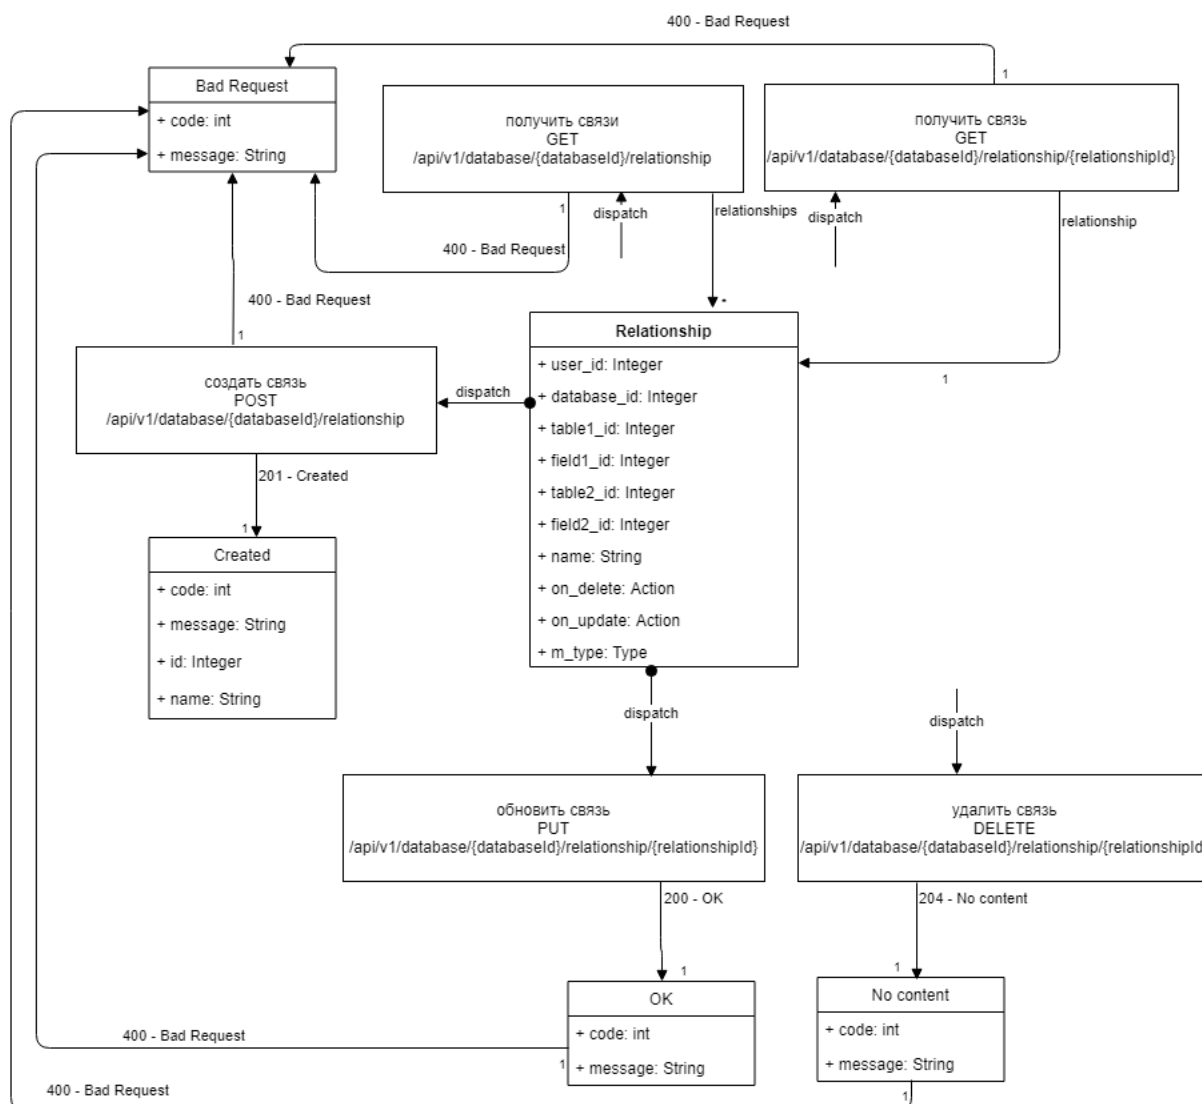 400 - Bad Request
1
Bad Request
+ code: int
+ message: String
получить связи
GET
/api/v1/database/{databaseId}/relationship
получить связь
GET
/api/v1/database/{databaseId}/relationship/{relationshipId}
1
dispatch
relationships
dispatch
relationship
400 - Bad Request
400 - Bad Request
1
*
создать связь
POST
/api/v1/database/{databaseId}/relationship
dispatch
Relationship
+ user_id: Integer
+ database_id: Integer
+ table1_id: Integer
+ field1_id: Integer
+ table2_id: Integer
+ field2_id: Integer
+ name: String
+ on_delete: Action
+ on_update: Action
+ m_type: Type
1
201 - Created
1
Created
+ code: int
+ message: String
+ id: Integer
+ name: String
dispatch
dispatch
обновить связь
PUT
/api/v1/database/{databaseId}/relationship/{relationshipId}
удалить связь
DELETE
/api/v1/database/{databaseId}/relationship/{relationshipId
200 - OK
204 - No content
1
1
OK
+ code: int
+ message: String
No content
+ code: int
+ message: String
400 - Bad Request
1
400 - Bad Request
1